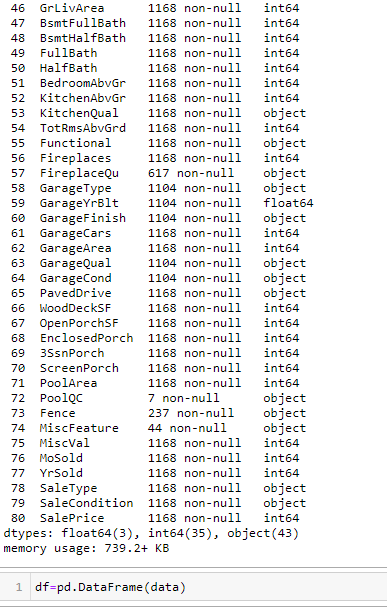 46 GrLivArea 1168 non-null int64
47 BsmtFullBath 1168 non-null int64
48 BsmtHalfBath 1168 non-null int64
49 FullBath 1168 non-null int64
50 HalfBath 1168 non-null int64
51 BedroomAbvGr 1168 non-null int64
52 KitchenAbvGr 1168 non-null int64
53 KitchenQual 1168 non-null object
54 TotRmsAbvGrd 1168 non-null int64
55 Functional 1168 non-null object
56 Fireplaces 1168 non-null int64
57 FireplaceQu 617 non-null object
58 GarageType 1104 non-null object
59 GarageYrBlt 1104 non-null float64
60 GarageFinish 1104 non-null object
61 GarageCars 1168 non-null int64
62 GarageArea 1168 non-null int64
63 GarageQual 1104 non-null object
64 GarageCond 1104 non-null object
65 PavedDrive 1168 non-null object
66 WoodDeckSF 1168 non-null int64
67 OpenPorchSF 1168 non-null int64
68 EnclosedPorch 1168 non-null int64
69 3SsnPorch 1168 non-null int64
70 ScreenPorch 1168 non-null int64
71 PoolArea 1168 non-null int64
72 PoolQC 7 non-null object
73 Fence 237 non-null object
74 MiscFeature 44 non-null object
75 MiscVal 1168 non-null int64
76 MoSold 1168 non-null int64
77 YrSold 1168 non-null int64
78 SaleType 1168 non-null object
79 SaleCondition 1168 non-null object
80 SalePrice 1168 non-null int64
dtypes: float64(3), int64(35), object(43)
memory usage: 739.2+ KB
1 df=pd.DataFrame(data)